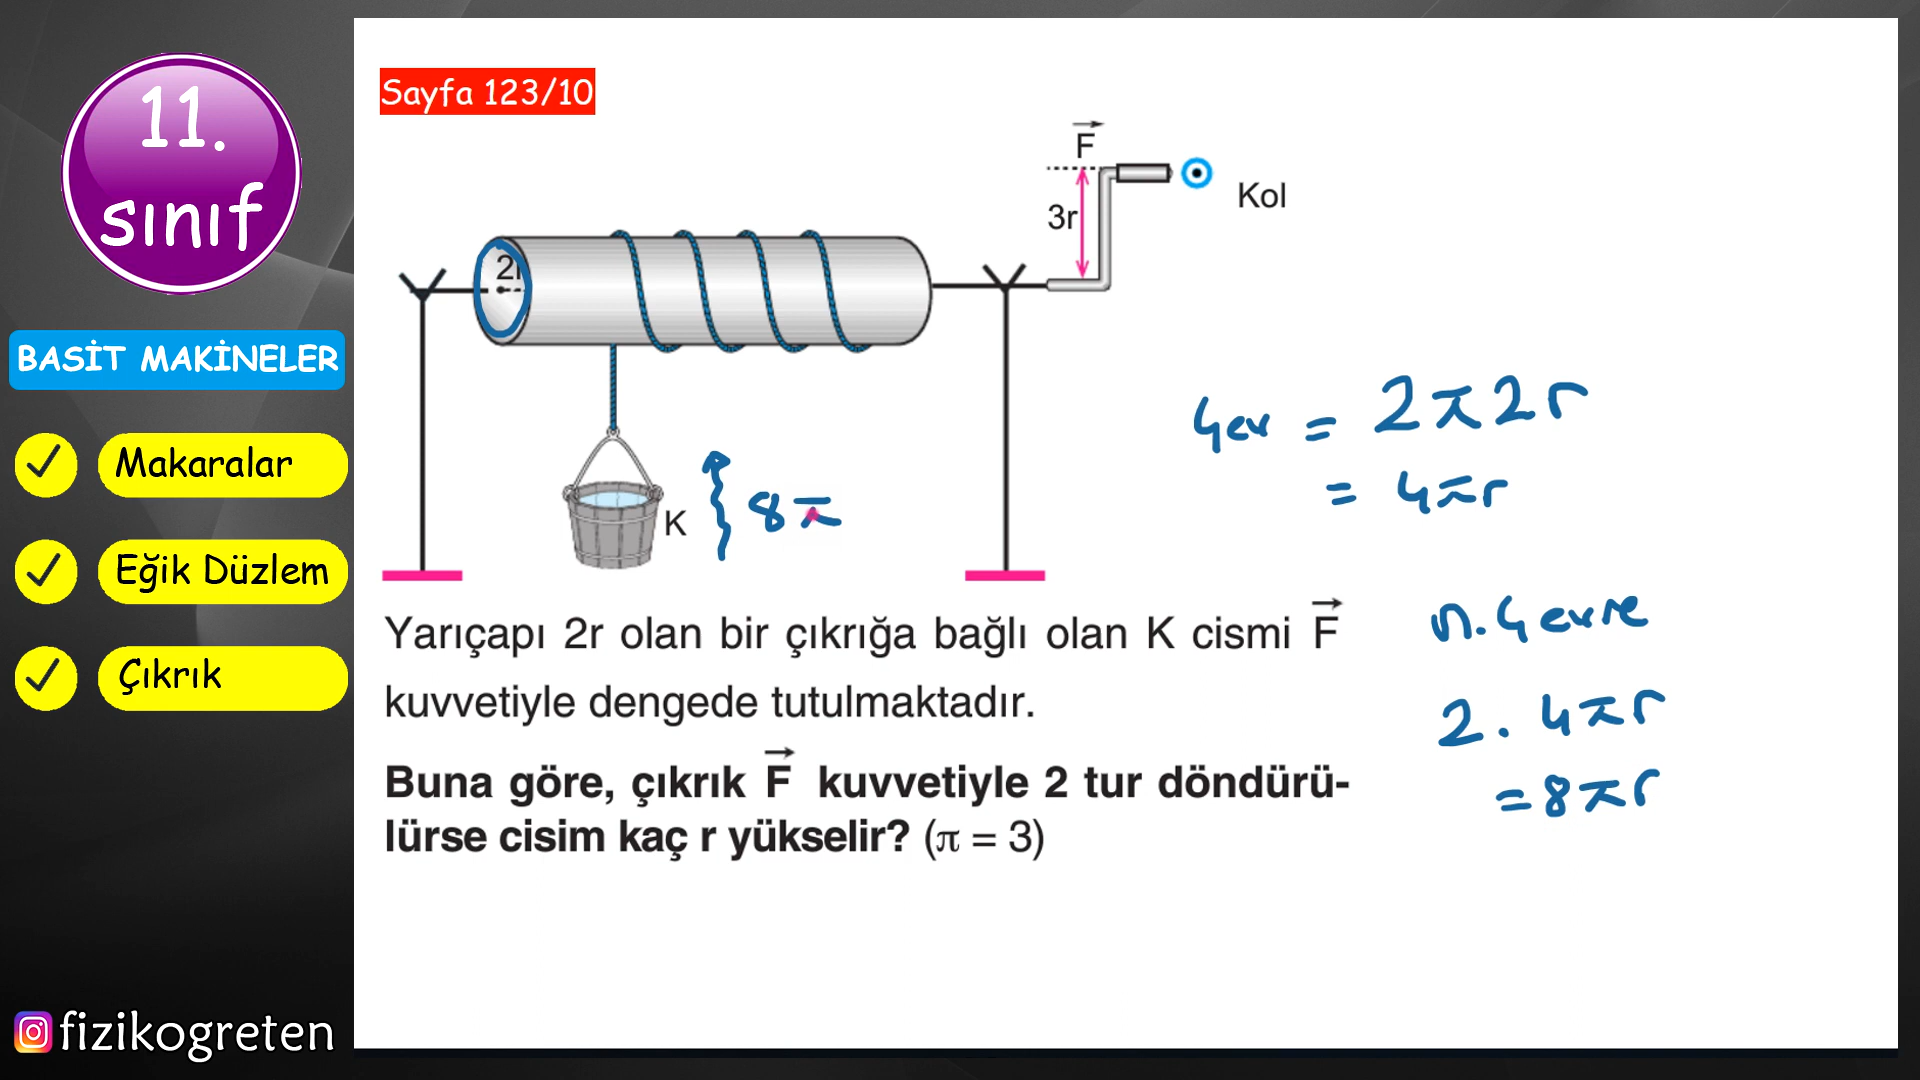 11.
sınıf
BASİT MAKİNELER
Makaralar
Eğik Düzlem
Çıkrık
fizikogreten
Sayfa 123/10
F
3r
Kol
2r
K
8π
Yarıçapı 2r olan bir çıkrığa bağlı olan K cismi F
kuvvetiyle dengede tutulmaktadır.
Buna göre, çıkrık F kuvvetiyle 2 tur döndürü-
lürse cisim kaç r yükselir? (π = 3)
Çev = 2π2r
= 4πr
n. Çevre
2. 4πr
= 8πr